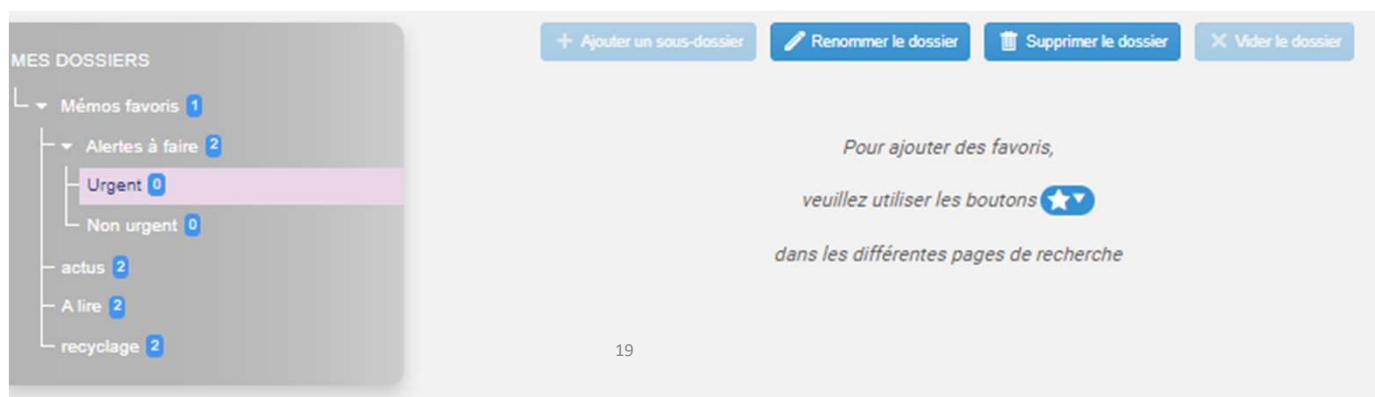 Ajouter un sous-dossier
Renommer le dossier
Supprimer le dossier
Vider le dossier
MES DOSSIERS
Mémos favoris 1
Alertes à faire 2
Urgent 0
Non urgent 0
actus 2
A lire 2
recyclage 2
Pour ajouter des favoris,
veuillez utiliser les boutons
dans les différentes pages de recherche
19